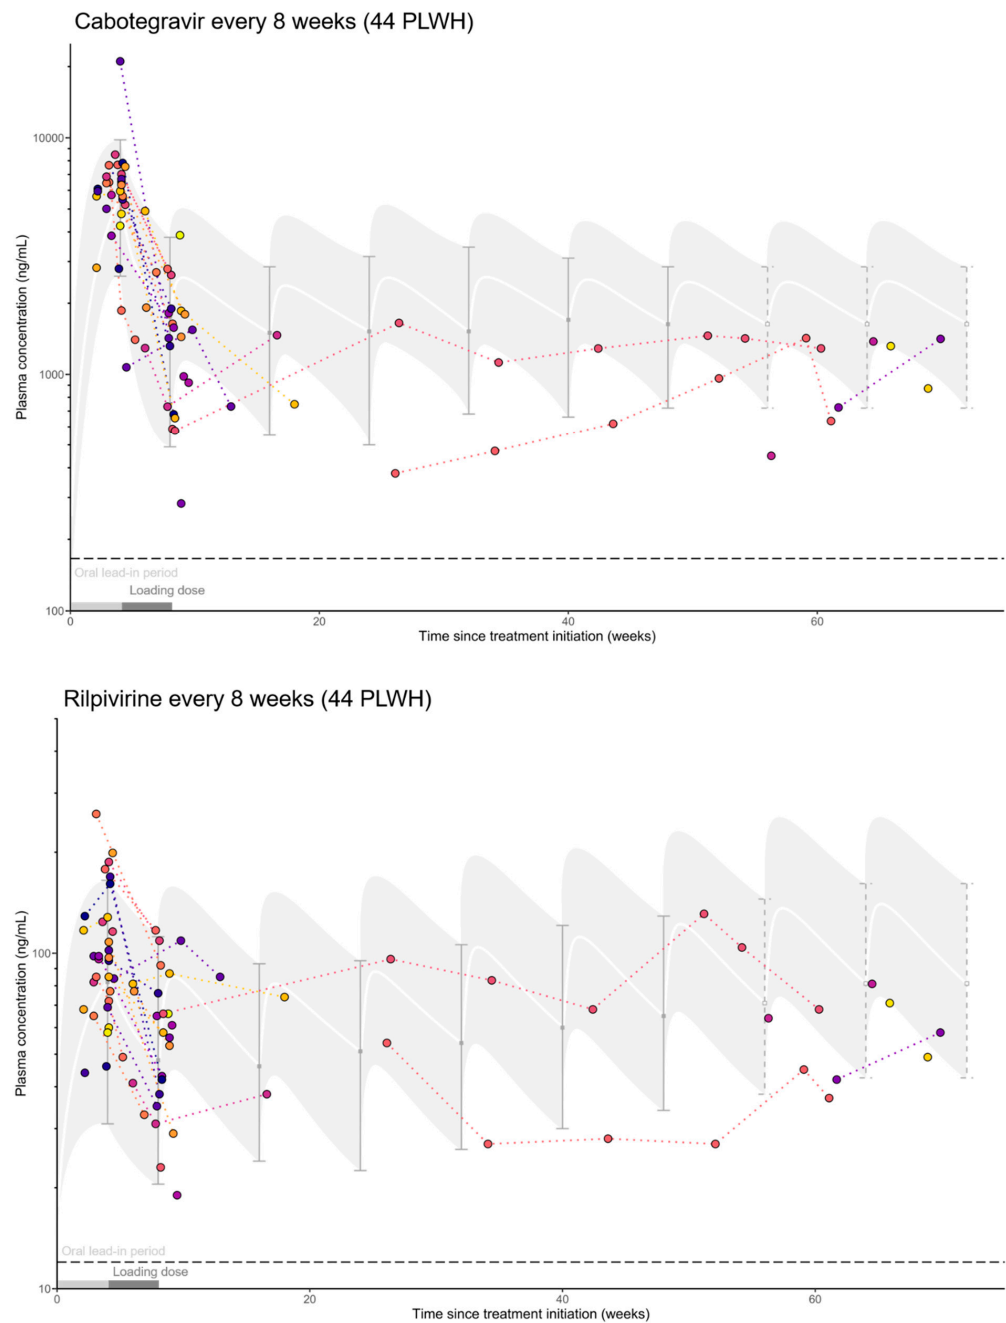 Cabotegravir every 8 weeks (44 PLWH)
Plasma concentration (ng/mL)
10000
1000
100
Oral lead-in period
Loading dose
0
20
40
60
Time since treatment initiation (weeks)
Rilpivirine every 8 weeks (44 PLWH)
Plasma concentration (ng/mL)
100
10
Oral lead-in period
Loading dose
0
20
40
60
Time since treatment initiation (weeks)